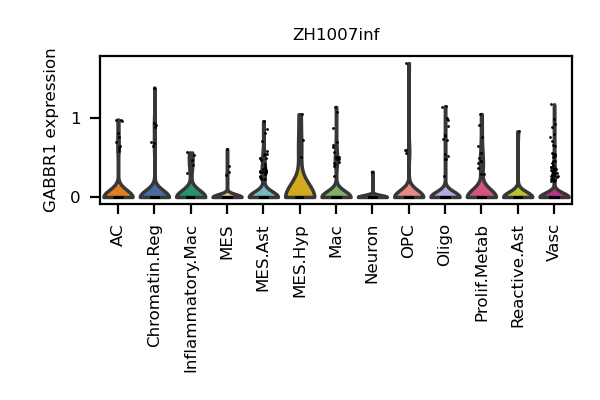 ZH1007inf
GABBR1 expression
1
0
AC
Chromatin.Reg
Inflammatory.Mac
MES
MES.Ast
MES.Hyp
Mac
Neuron
OPC
Oligo
Prolif.Metab
Reactive.Ast
Vasc